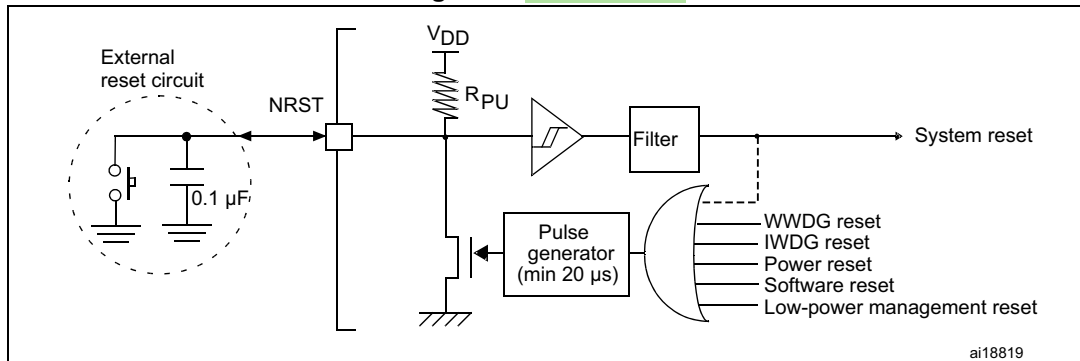 External
reset circuit
NRST
0.1 µF
VDD
RPU
Filter
System reset
Pulse
generator
(min 20 µs)
WWDG reset
IWDG reset
Power reset
Software reset
Low-power management reset
ai18819